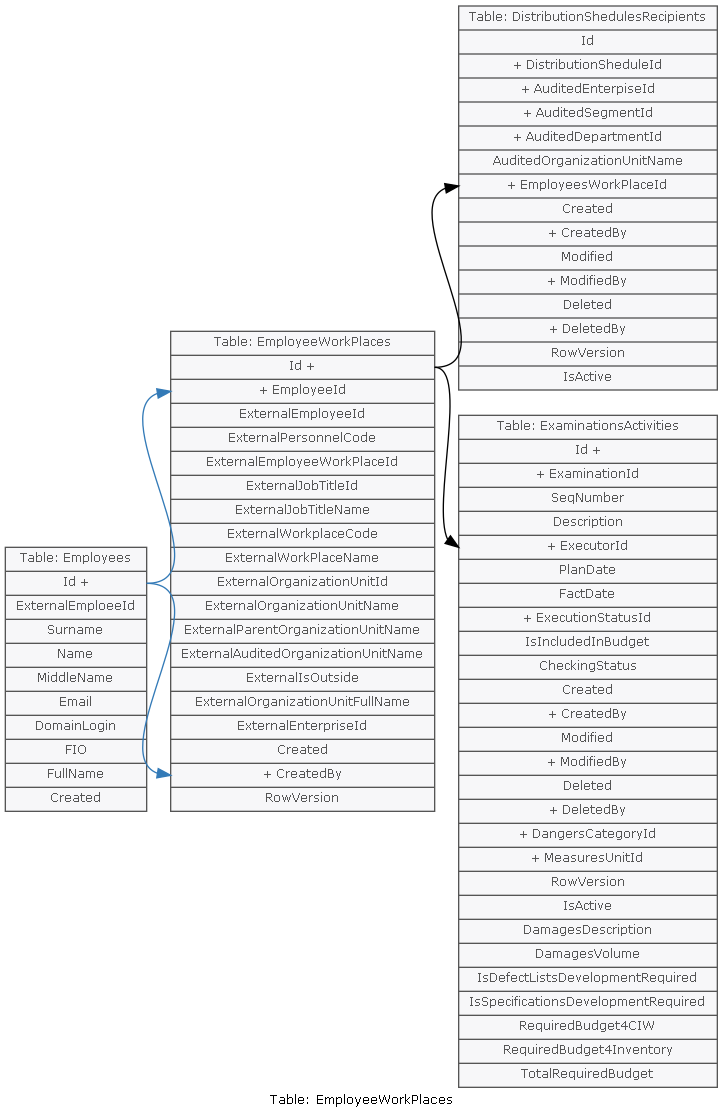 Table: DistributionShedulesRecipients
Id
+ DistributionSheduleId
+ AuditedEnterpiseId
+ AuditedSegmentId
+ AuditedDepartmentId
AuditedOrganizationUnitName
+ EmployeesWorkPlaceId
Created
+ CreatedBy
Modified
+ ModifiedBy
Deleted
+ DeletedBy
RowVersion
IsActive
Table: EmployeeWorkPlaces
Id +
+ EmployeeId
ExternalEmployeeId
ExternalPersonnelCode
ExternalEmployeeWorkPlaceId
ExternalJobTitleId
ExternalJobTitleName
ExternalWorkplaceCode
ExternalWorkPlaceName
ExternalOrganizationUnitId
ExternalOrganizationUnitName
ExternalParentOrganizationUnitName
ExternalAuditedOrganizationUnitName
ExternalIsOutside
ExternalOrganizationUnitFullName
ExternalEnterpriseId
Created
+ CreatedBy
RowVersion
Table: ExaminationsActivities
Id +
+ ExaminationId
SeqNumber
Description
+ ExecutorId
PlanDate
FactDate
+ ExecutionStatusId
IsIncludedInBudget
CheckingStatus
Created
+ CreatedBy
Modified
+ ModifiedBy
Deleted
+ DeletedBy
+ DangersCategoryId
+ MeasuresUnitId
RowVersion
IsActive
DamagesDescription
DamagesVolume
IsDefectListsDevelopmentRequired
IsSpecificationsDevelopmentRequired
RequiredBudget4CIW
RequiredBudget4Inventory
TotalRequiredBudget
Table: Employees
Id +
ExternalEmploeeId
Surname
Name
MiddleName
Email
DomainLogin
FIO
FullName
Created
Table: EmployeeWorkPlaces